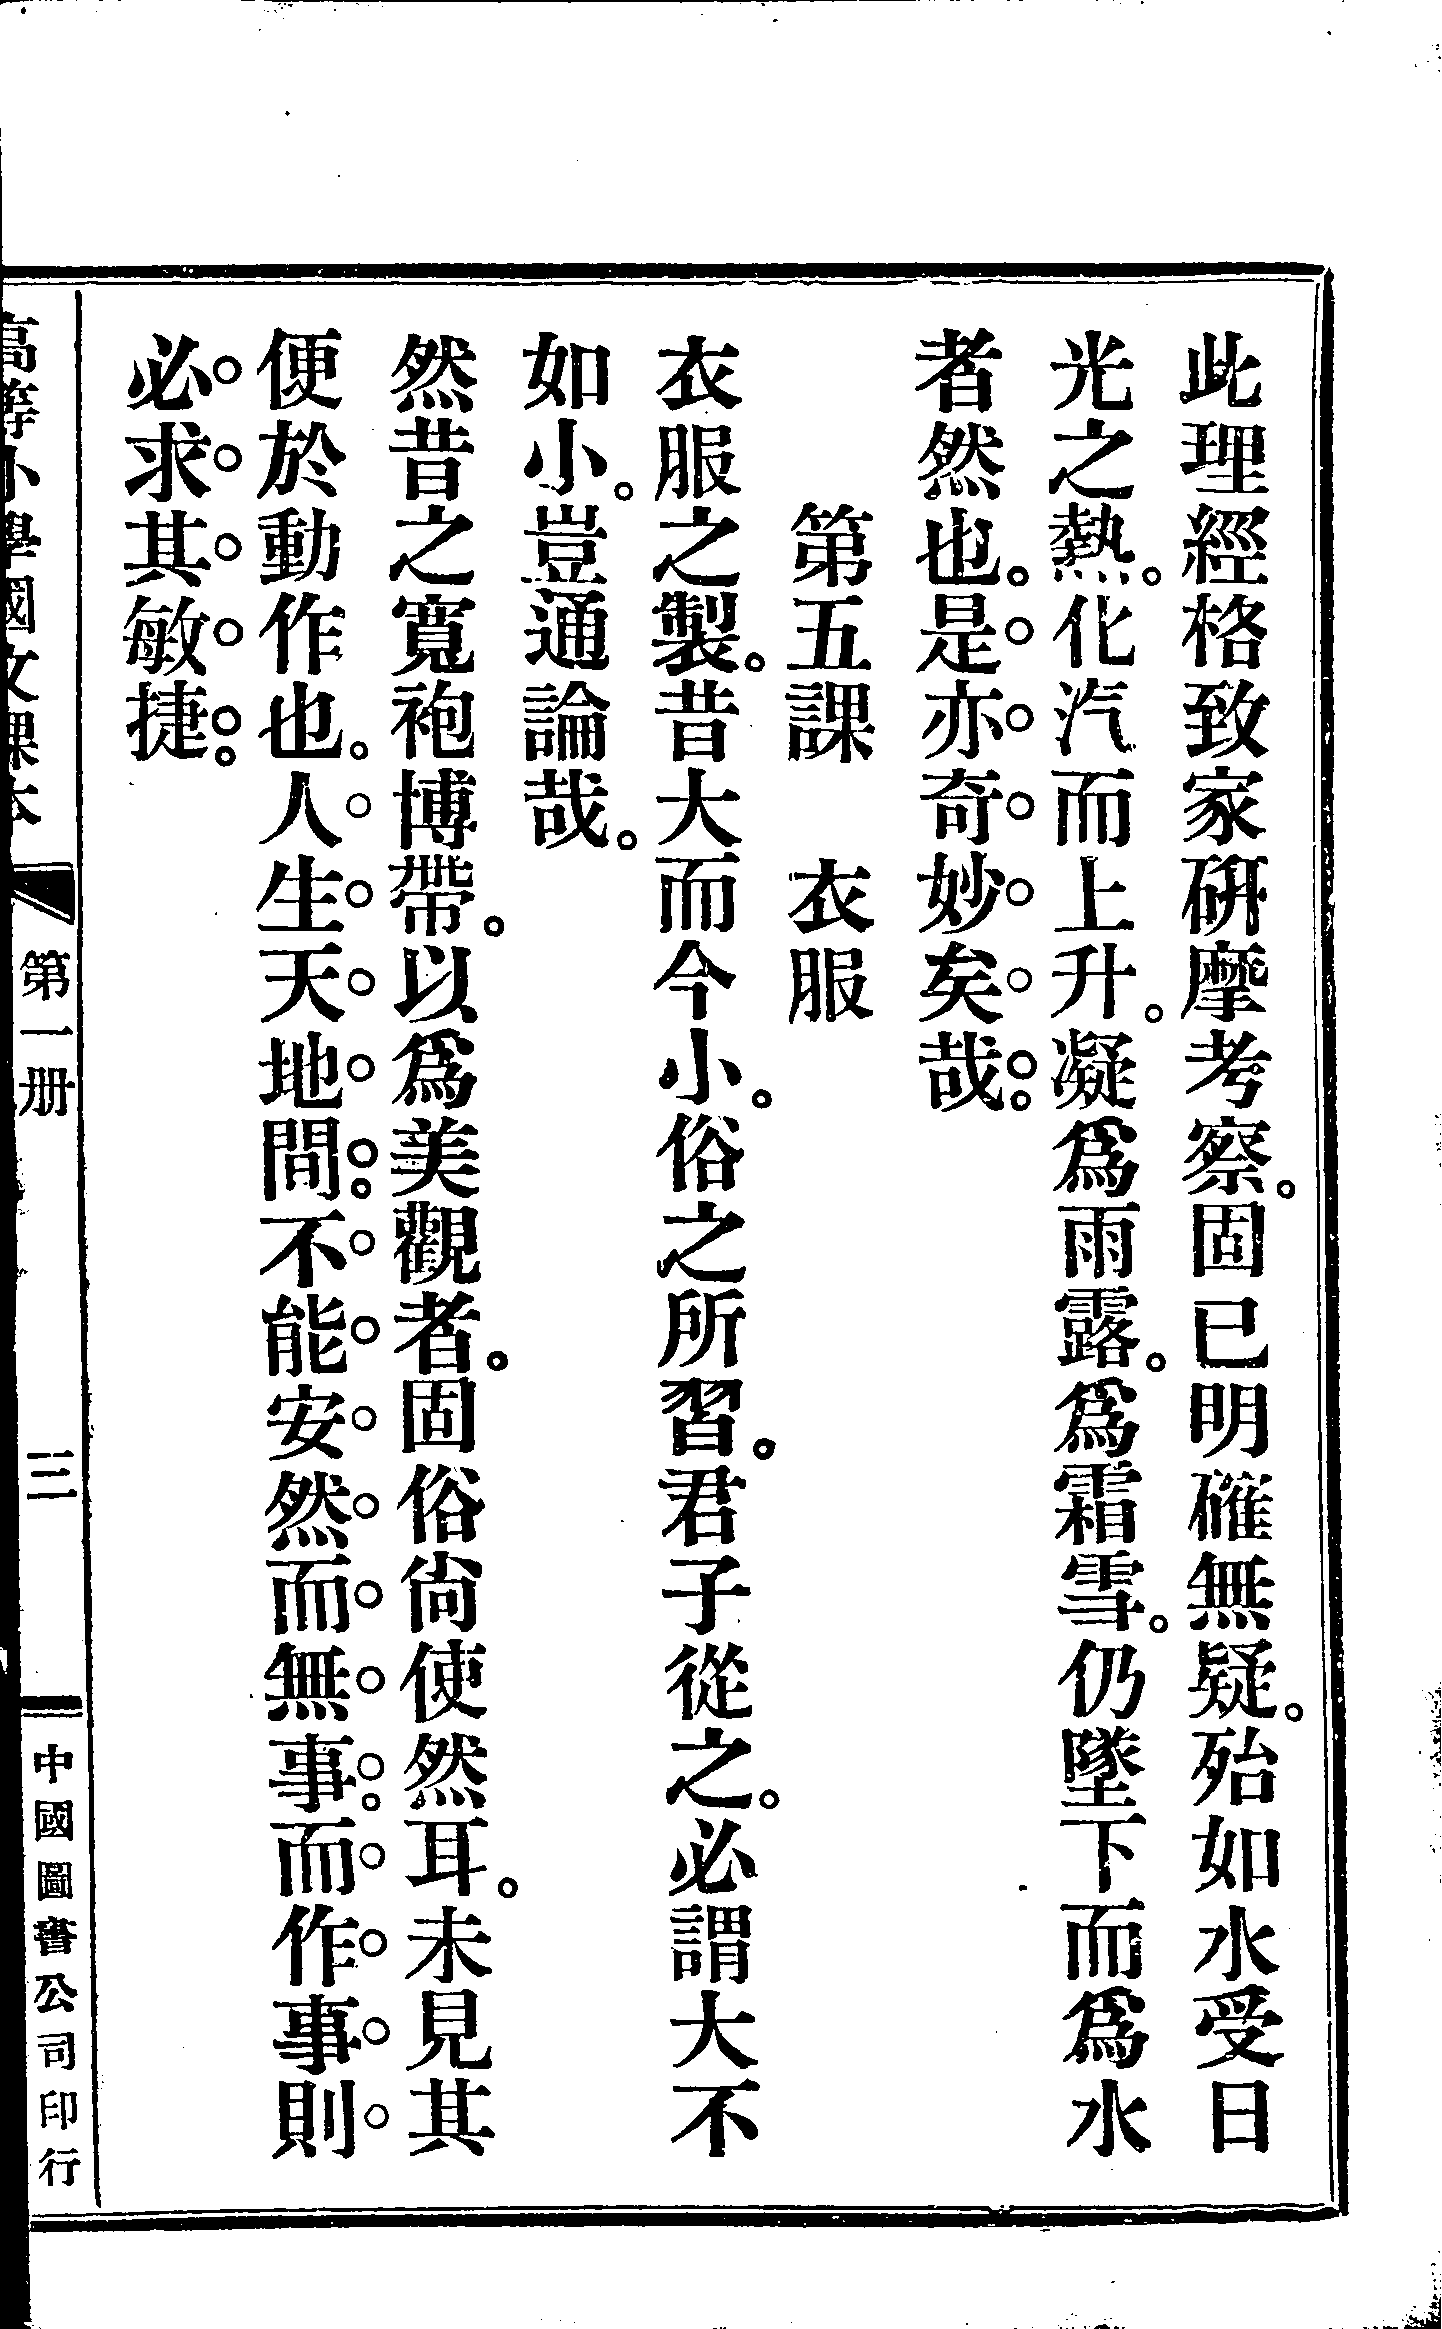 此理經格致家硏摩考察。固已明確無疑。殆如水受日
光之熱。化汽而上升。凝爲雨露。爲霜雪。仍墜下而爲水
者然也。是亦奇妙矣哉。
第五課　衣服
衣服之製。昔大而今小。俗之所習。君子從之。必謂大不
如小。豈通論哉。
然昔之寬袍博帶。以爲美觀者。固俗尙使然耳。未見其
便於動作也。人生天地間。不能安然而無事。而作事則
必求其敏捷。
高等小學國文課本　第一册　三　中國圖書公司印行